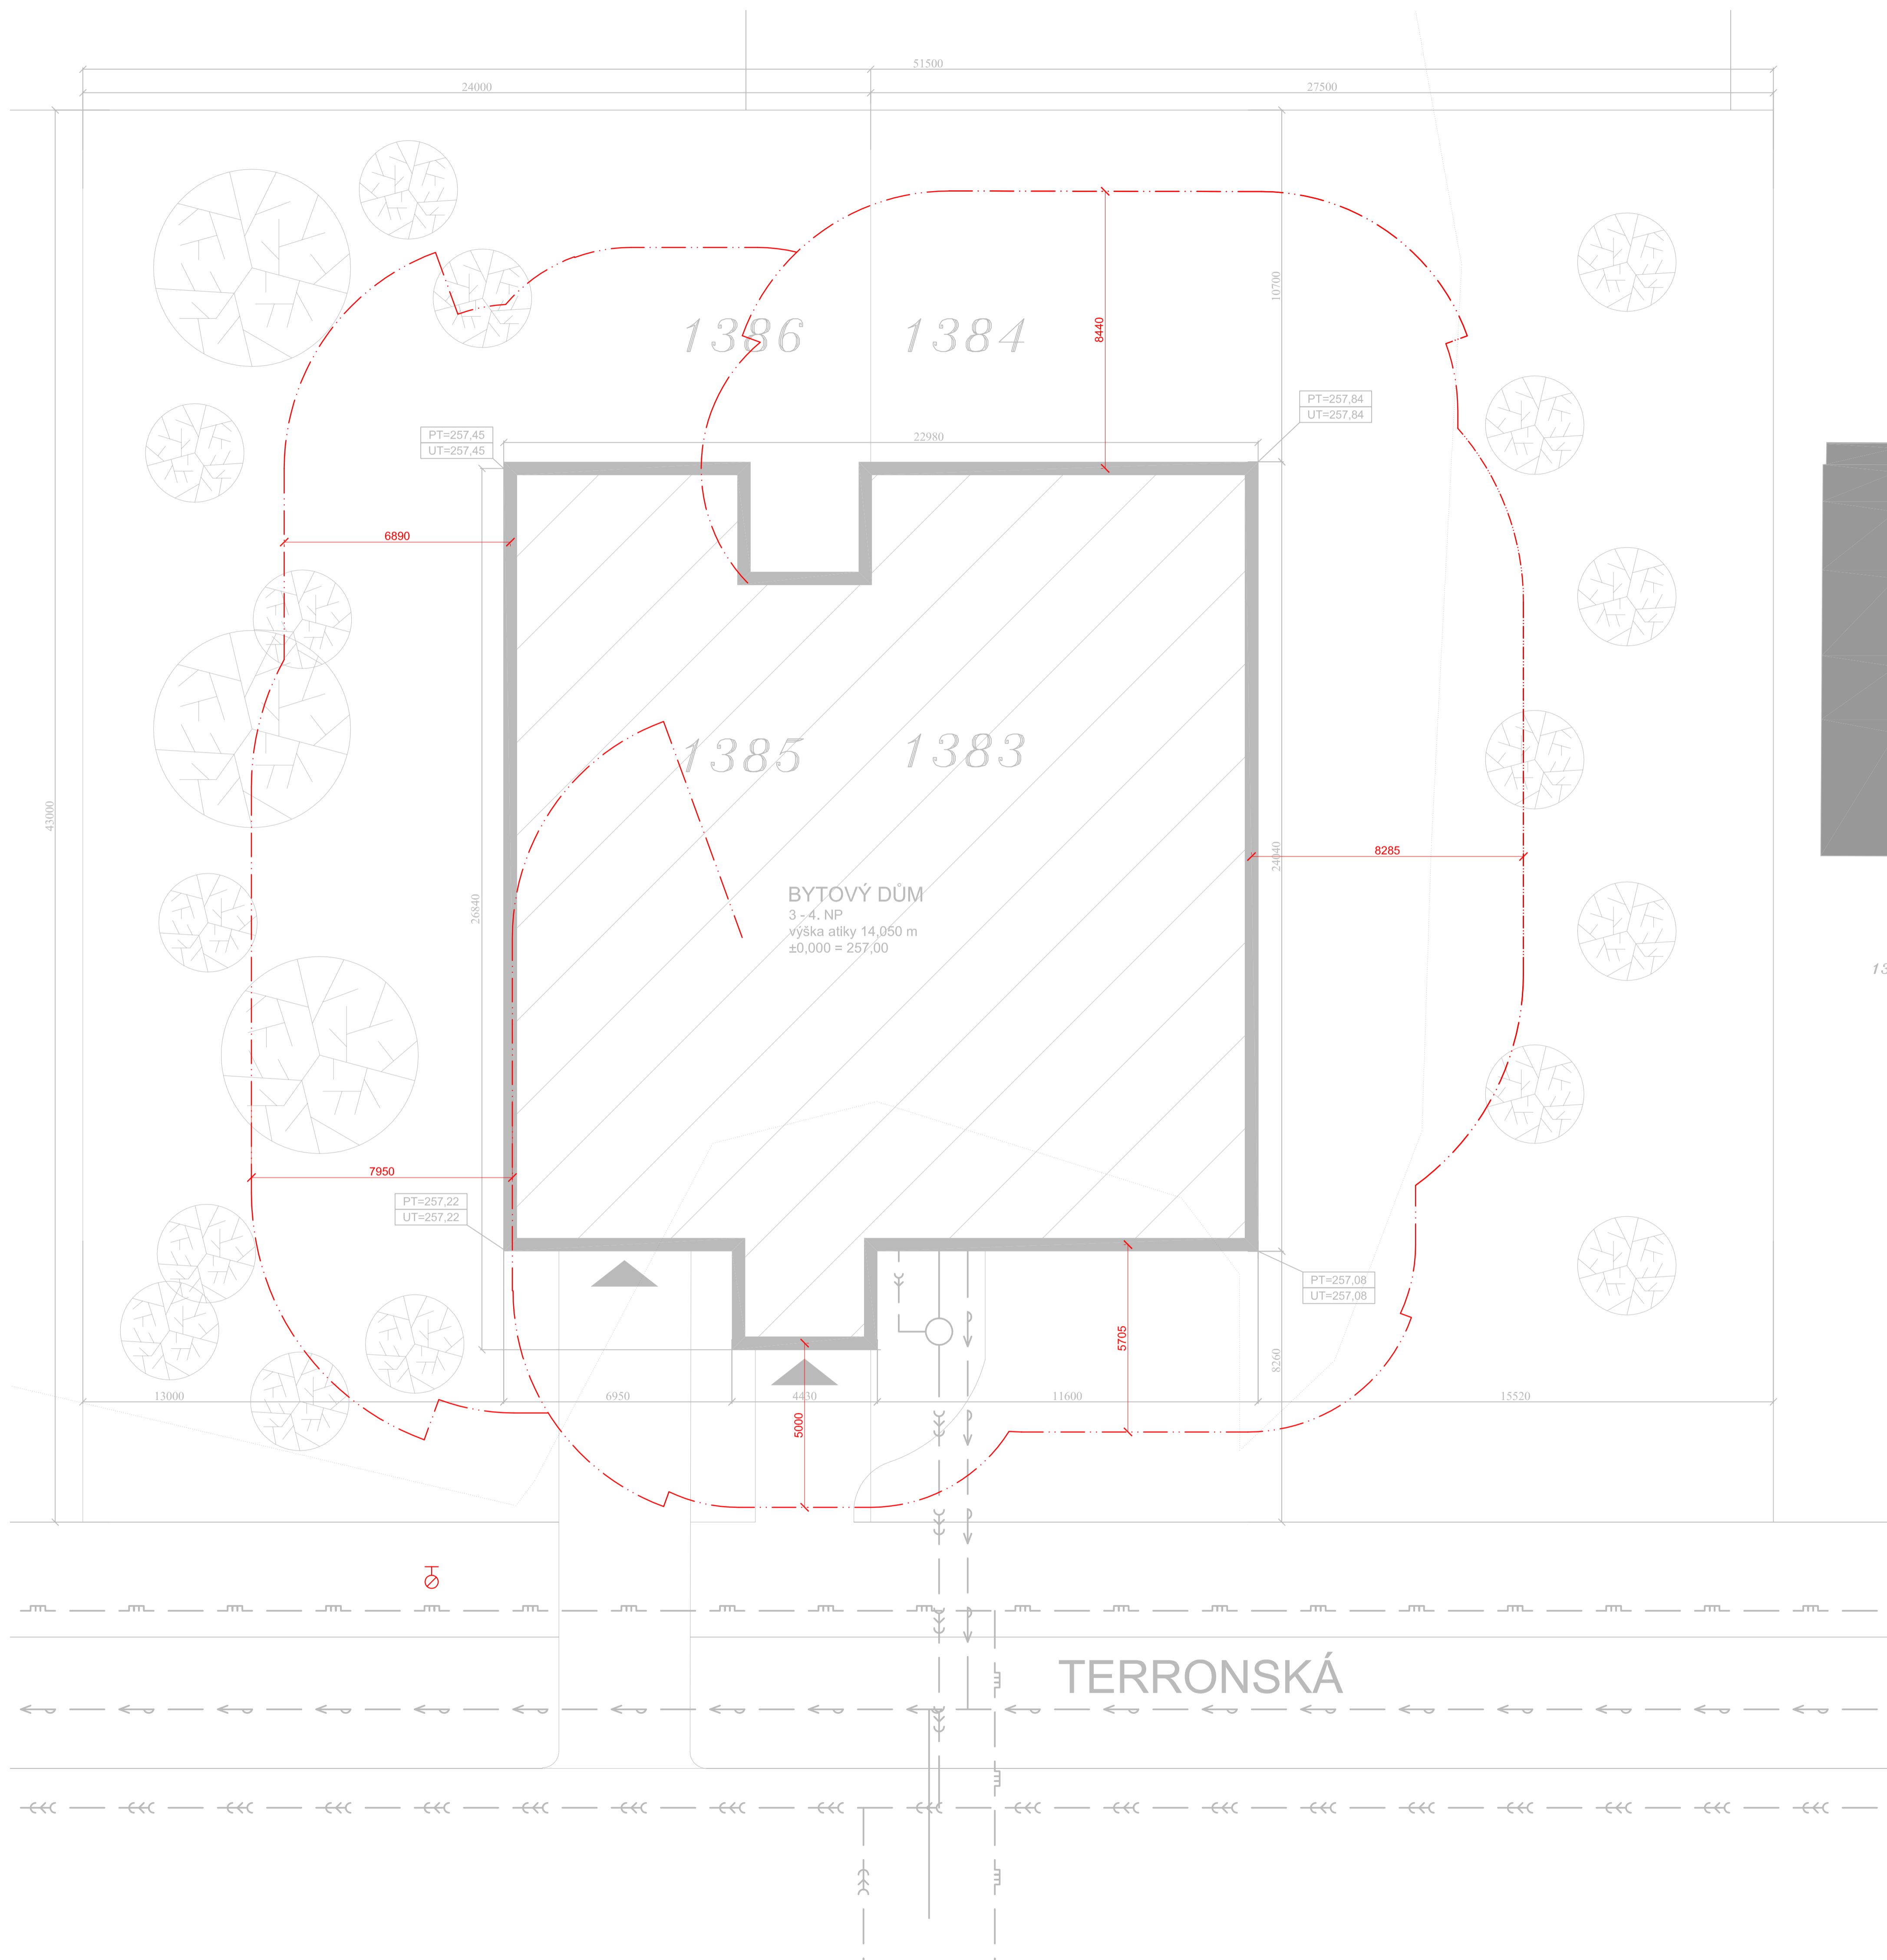 51500
24000
27500
10700
1386
1384
8440
PT=257,84
UT=257,84
PT=257,45
UT=257,45
22980
6890
1385
1383
43000
26840
24040
8285
BYTOVÝ DŮM
3 - 4. NP
výška atiky 14,050 m
±0,000 = 257,00
7950
PT=257,22
UT=257,22
PT=257,08
UT=257,08
5705
8260
13000
6950
4430
11600
15520
5000
TERRONSKÁ